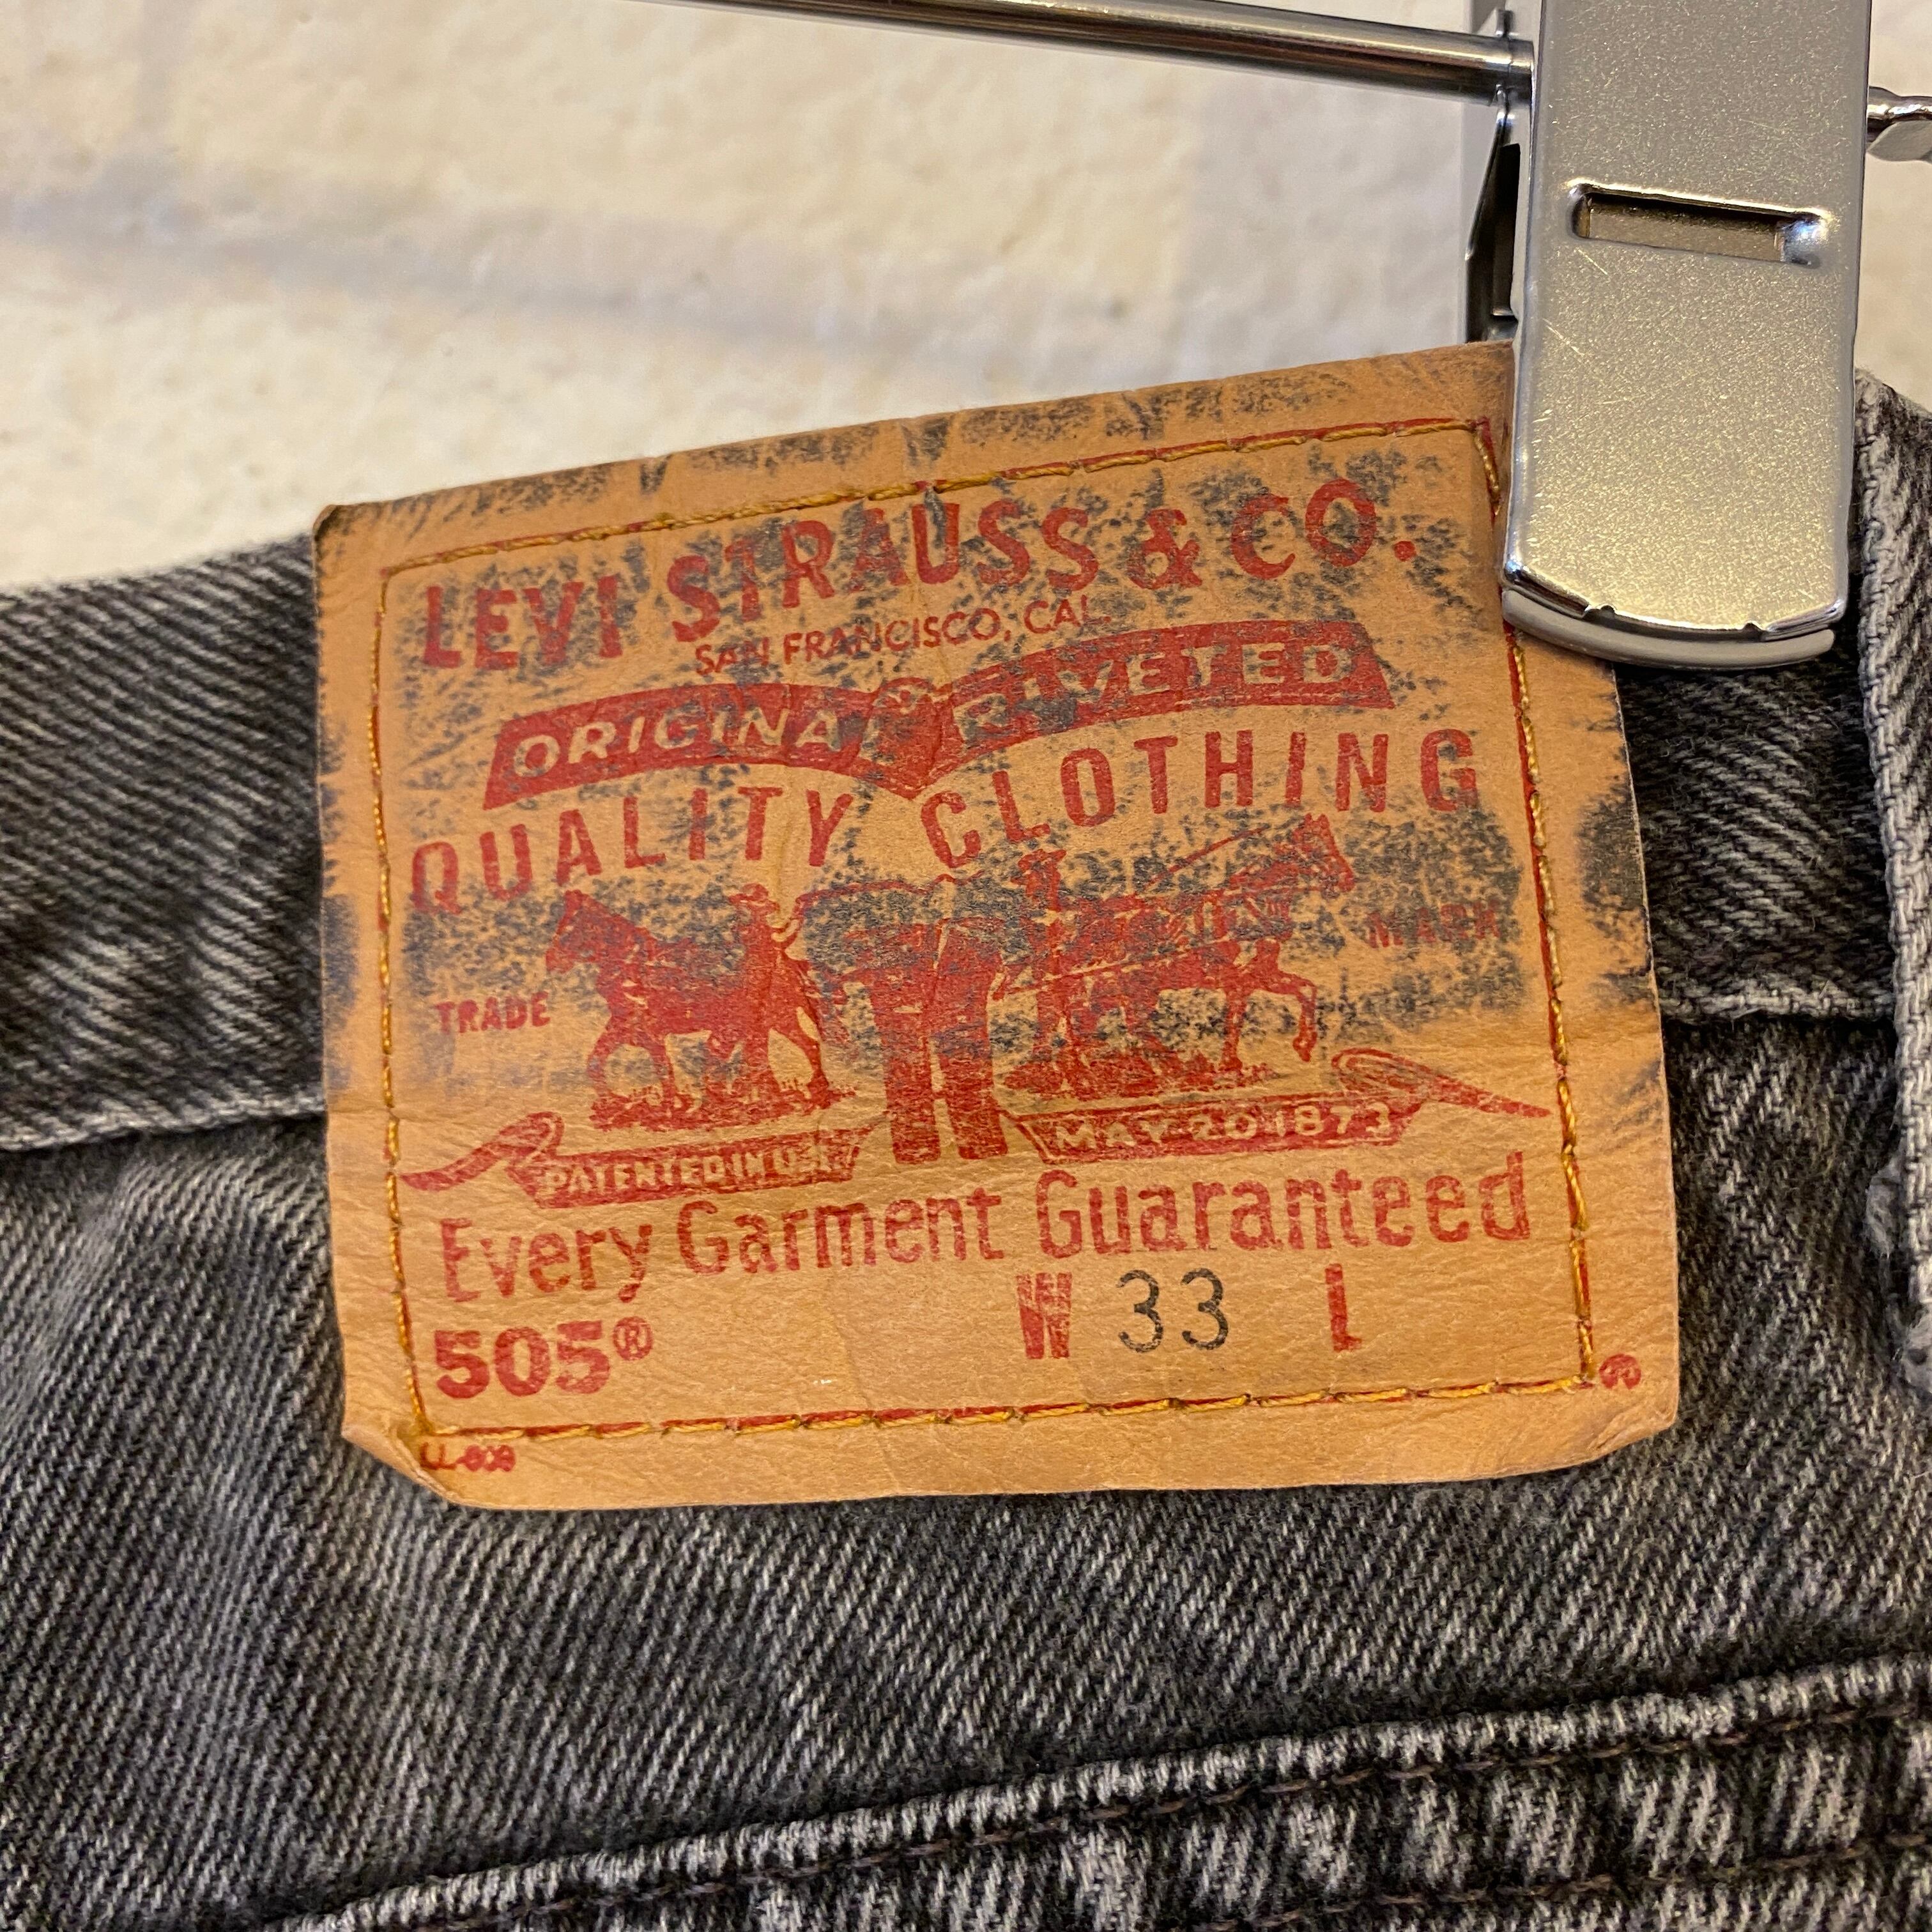 LEVI STRAUSS & CO.
SAN FRANCISCO, CAL.
ORIGINAL RIVETED
QUALITY CLOTHING
TRADE MARK
PATENTED IN U.S. MAY 20 1873
Every Garment Guaranteed
505® W 33 L